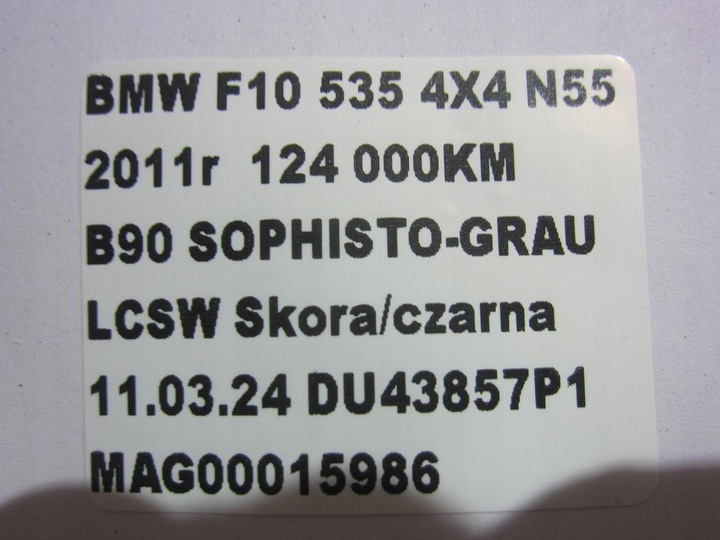 BMW F10 535 4X4 N55
2011r 124 000KM
B90 SOPHISTO-GRAU
LCSW Skora/czarna
11.03.24 DU43857P1
MAG00015986